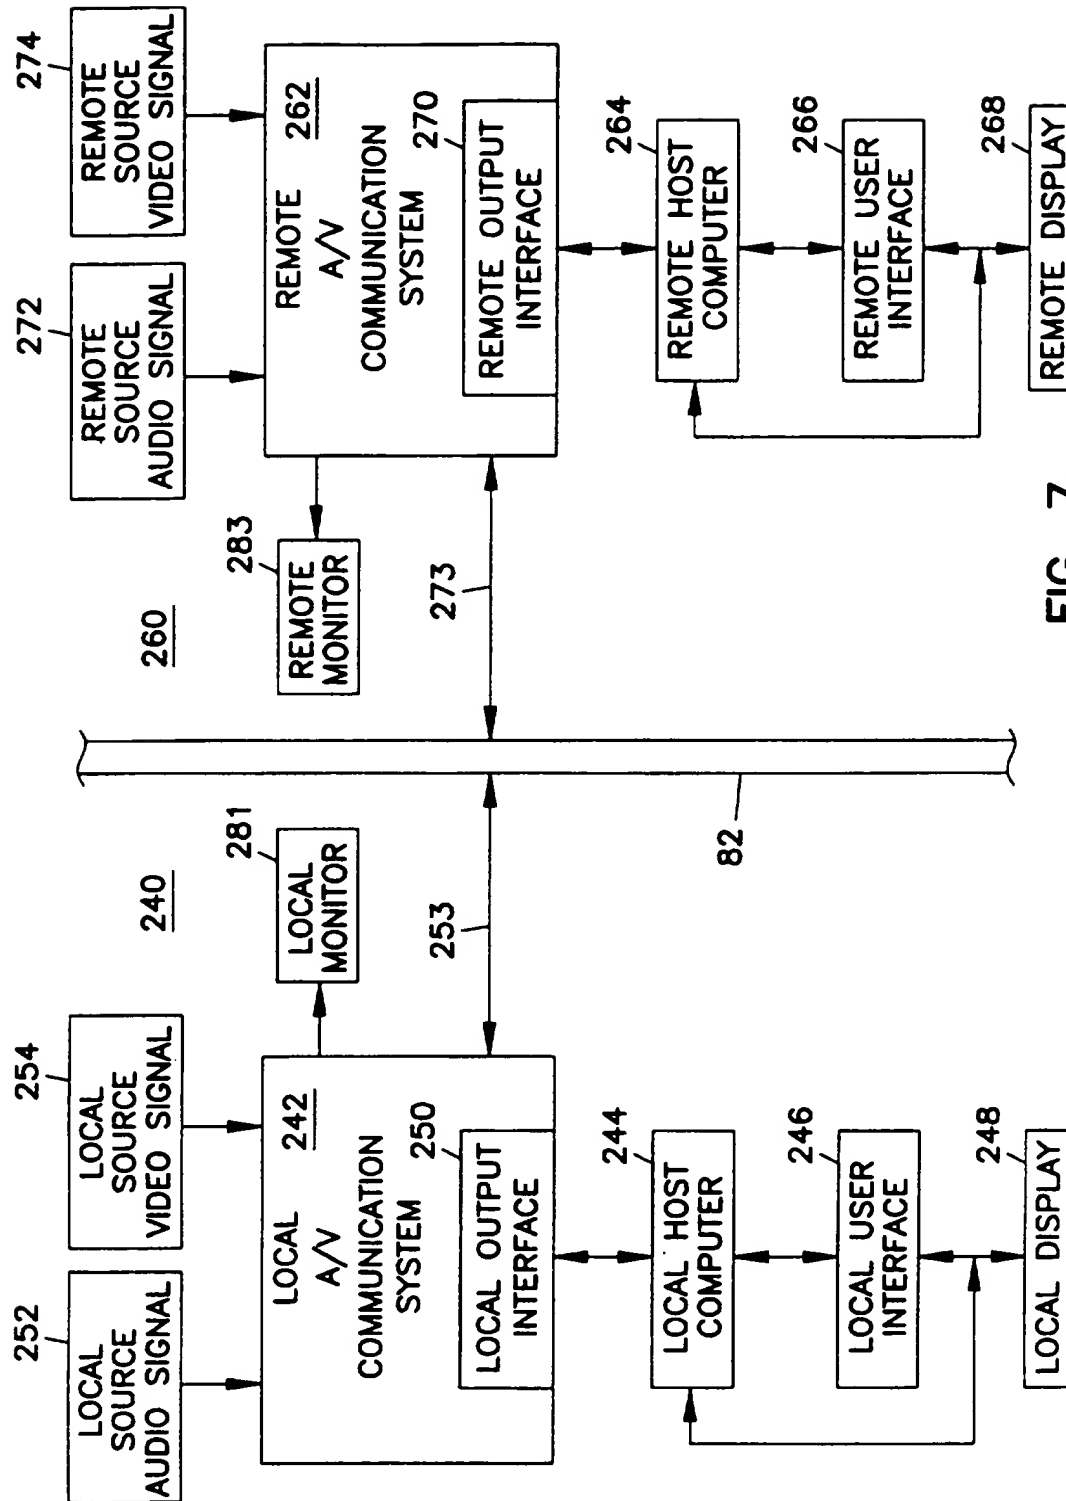 252
LOCAL
SOURCE
AUDIO SIGNAL
254
LOCAL
SOURCE
VIDEO SIGNAL
240
LOCAL
A/V
COMMUNICATION
SYSTEM
242
250
LOCAL OUTPUT
INTERFACE
281
LOCAL
MONITOR
253
244
LOCAL HOST
COMPUTER
246
LOCAL USER
INTERFACE
248
LOCAL DISPLAY
82
260
272
REMOTE
SOURCE
AUDIO SIGNAL
274
REMOTE
SOURCE
VIDEO SIGNAL
283
REMOTE
MONITOR
273
REMOTE
A/V
COMMUNICATION
SYSTEM
262
270
REMOTE OUTPUT
INTERFACE
264
REMOTE HOST
COMPUTER
266
REMOTE USER
INTERFACE
268
REMOTE DISPLAY
FIG. 7